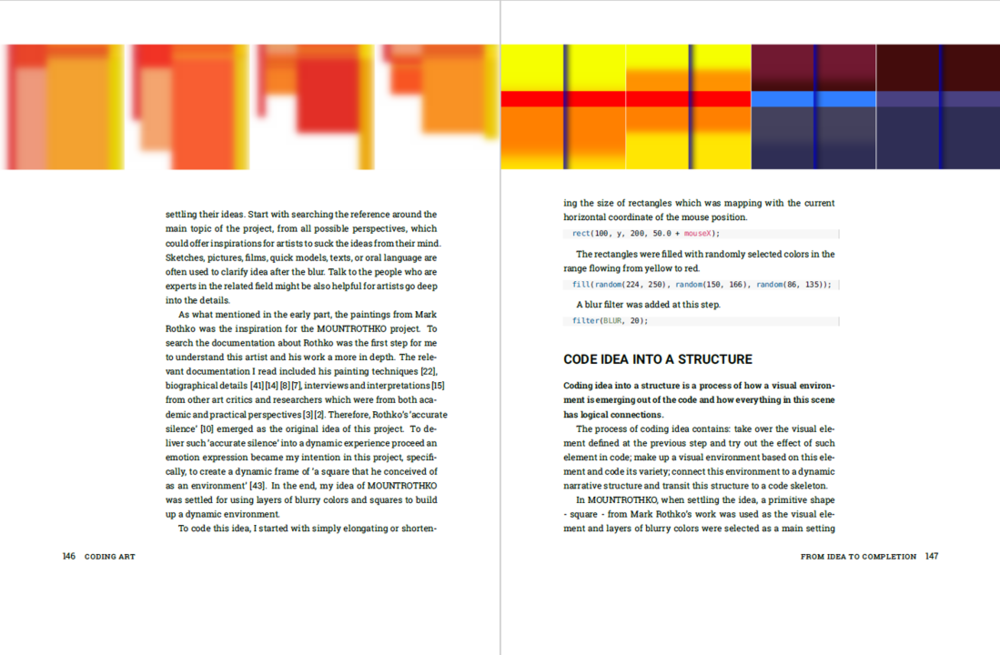 settling their ideas. Start with searching the reference around the
main topic of the project, from all possible perspectives, which
could offer inspirations for artists to suck the ideas from their mind.
Sketches, pictures, films, quick models, texts, or oral language are
often used to clarify idea after the blur. Talk to the people who are
experts in the related field might be also helpful for artists go deep
into the details.
As what mentioned in the early part, the paintings from Mark
Rothko was the inspiration for the MOUNTROTHKO project. To
search the documentation about Rothko was the first step for me
to understand this artist and his work a more in depth. The rele-
vant documentation I read included his painting techniques [22],
biographical details [41][14][8][7], interviews and interpretations [15]
from other art critics and researchers which were from both aca-
demic and practical perspectives [3][2]. Therefore, Rothko's 'accurate
silence' [10] emerged as the original idea of this project. To de-
liver such 'accurate silence' into a dynamic experience proceed an
emotion expression became my intention in this project, specifi-
cally, to create a dynamic frame of 'a square that he conceived of
as an environment' [43]. In the end, my idea of MOUNTROTHKO
was settled for using layers of blurry colors and squares to build
up a dynamic environment.
To code this idea, I started with simply elongating or shorten-
146 CODING ART
ing the size of rectangles which was mapping with the current
horizontal coordinate of the mouse position.
rect(100, y, 200, 50.0 + mouseX);
The rectangles were filled with randomly selected colors in the
range flowing from yellow to red.
fill(random(224, 250), random(150, 166), random(86, 135));
A blur filter was added at this step.
filter(BLUR, 20);
CODE IDEA INTO A STRUCTURE
Coding idea into a structure is a process of how a visual environ-
ment is emerging out of the code and how everything in this scene
has logical connections.
The process of coding idea contains: take over the visual ele-
ment defined at the previous step and try out the effect of such
element in code; make up a visual environment based on this ele-
ment and code its variety; connect this environment to a dynamic
narrative structure and transit this structure to a code skeleton.
In MOUNTROTHKO, when settling the idea, a primitive shape
- square - from Mark Rothko's work was used as the visual ele-
ment and layers of blurry colors were selected as a main setting
FROM IDEA TO COMPLETION 147